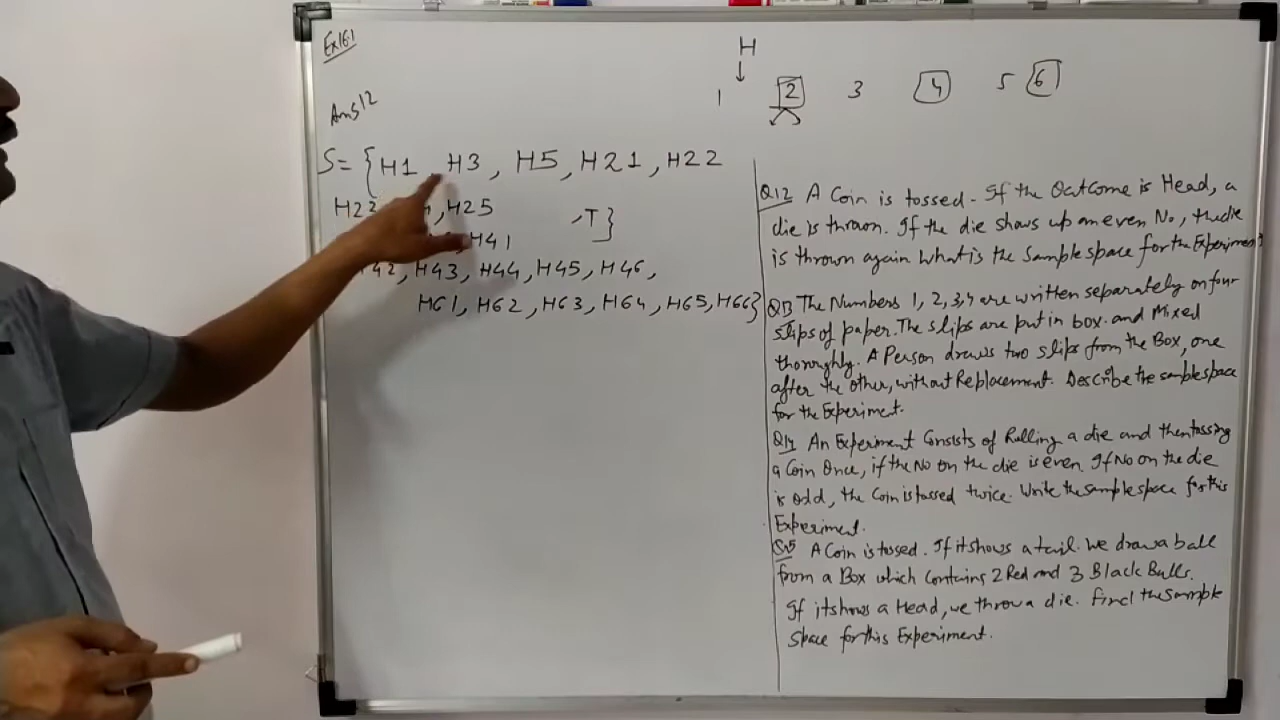 Ex16.1
H
↓
1 2 3 4 5 6
Ans12
S= {H1, H3, H5, H21, H22
H22, H25
,T}
H41
H42, H43, H44, H45, H46,
H61, H62, H63, H64, H65, H66}
Q12 A Coin is tossed. If the Outcome is Head, a
die is thrown. If the die shows up an even No, the die
is thrown again What is the Sample space for the Experiment?
Q13 The Numbers 1, 2, 3, 4 are written separately on four
slips of paper. The slips are put in box and Mixed
thoroughly. A Person draws two slips from the Box, one
after the other, without Replacement. Describe the sample space
for the Experiment.
Q14 An Experiment Consists of Rolling a die and then tossing
a Coin Once, if the No on the die is even. If No on the die
is odd, the Coin is tossed twice. Write the sample space for this
Experiment.
Q15 A Coin is tossed. If it shows a tail. We draw a ball
from a Box which Contains 2 Red and 3 Black Balls.
If it shows a Head, we throw a die. Find the Sample
Space for this Experiment.